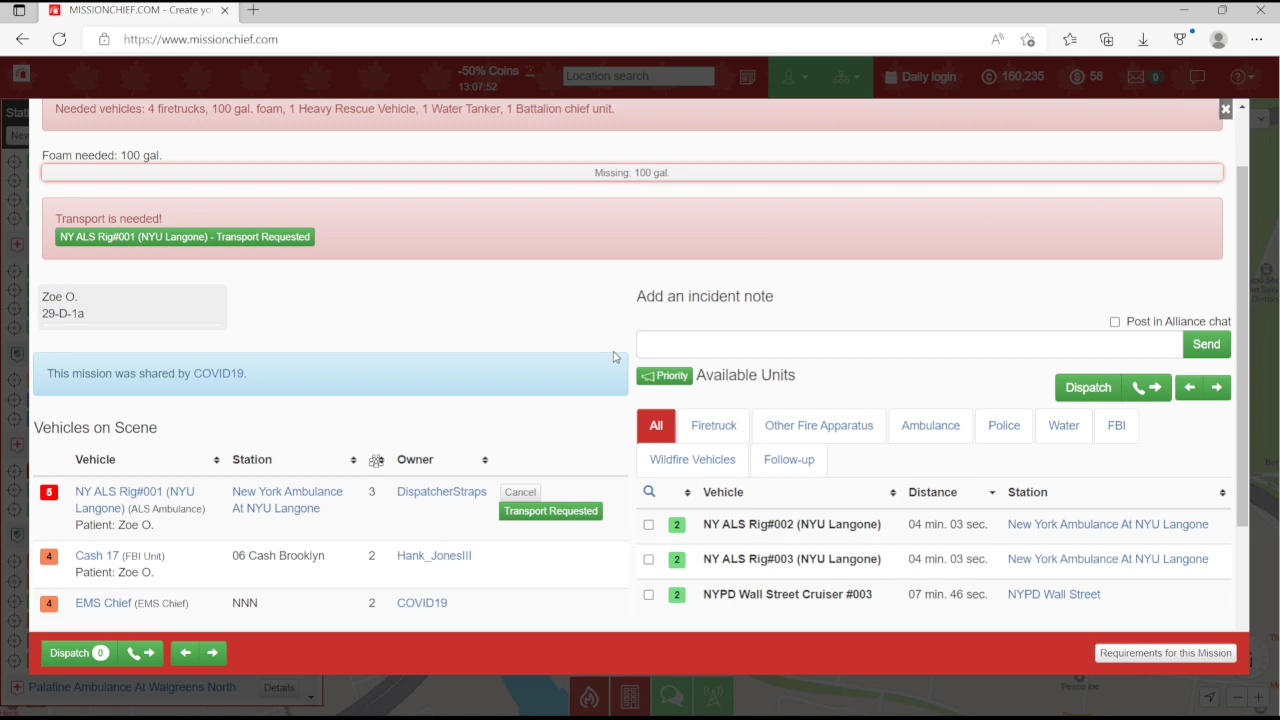 MISSIONCHIEF.COM - Create yo
https://www.missionchief.com
-50% Coins
13:07:52
Location search
Daily login
160,235
58
0
Stati
New
Needed vehicles: 4 firetrucks, 100 gal. foam, 1 Heavy Rescue Vehicle, 1 Water Tanker, 1 Battalion chief unit.
Foam needed: 100 gal.
Missing: 100 gal.
Transport is needed!
NY ALS Rig#001 (NYU Langone) - Transport Requested
Zoe O.
29-D-1a
This mission was shared by COVID19.
Vehicles on Scene
Vehicle Station Owner
5 NY ALS Rig#001 (NYU New York Ambulance 3 DispatcherStraps Cancel
Langone) (ALS Ambulance) At NYU Langone Transport Requested
Patient: Zoe O.
4 Cash 17 (FBI Unit) 06 Cash Brooklyn 2 Hank_JonesIII
Patient: Zoe O.
4 EMS Chief (EMS Chief) NNN 2 COVID19
Add an incident note
Post in Alliance chat
Send
Priority Available Units
Dispatch
All Firetruck Other Fire Apparatus Ambulance Police Water FBI
Wildfire Vehicles Follow-up
Vehicle Distance Station
2 NY ALS Rig#002 (NYU Langone) 04 min. 03 sec. New York Ambulance At NYU Langone
2 NY ALS Rig#003 (NYU Langone) 04 min. 03 sec. New York Ambulance At NYU Langone
2 NYPD Wall Street Cruiser #003 07 min. 46 sec. NYPD Wall Street
Dispatch 0
Requirements for this Mission
Palatine Ambulance At Walgreens North Details